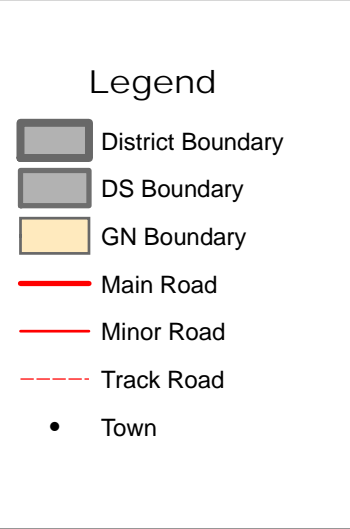 Legend
District Boundary
DS Boundary
GN Boundary
Main Road
Minor Road
Track Road
Town